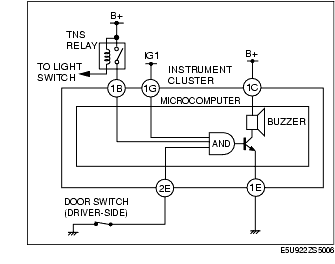 B+
TNS
RELAY
IG1
B+
TO LIGHT
SWITCH
INSTRUMENT
CLUSTER
1B
1G
1C
MICROCOMPUTER
BUZZER
AND
2E
1E
DOOR SWITCH
(DRIVER-SIDE)
E5U922ZS5006